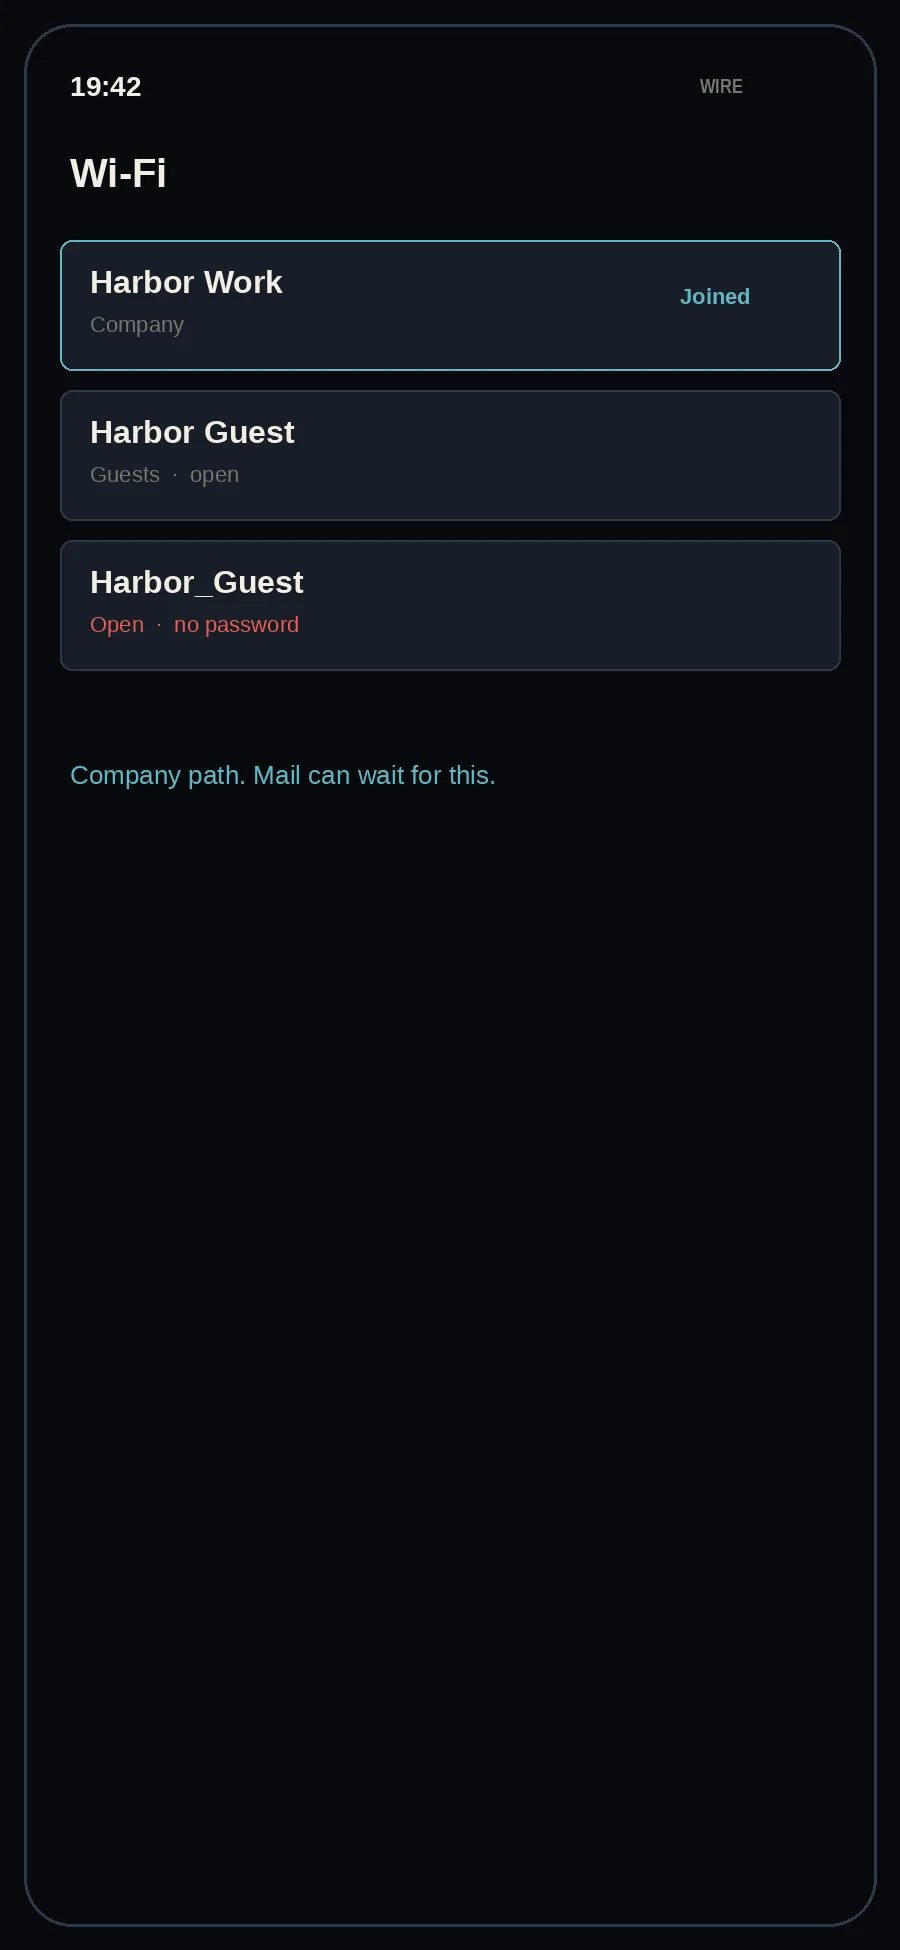 19:42 WIRE
Wi-Fi
Harbor Work
Joined
Company
Harbor Guest
Guests · open
Harbor_Guest
Open · no password
Company path. Mail can wait for this.